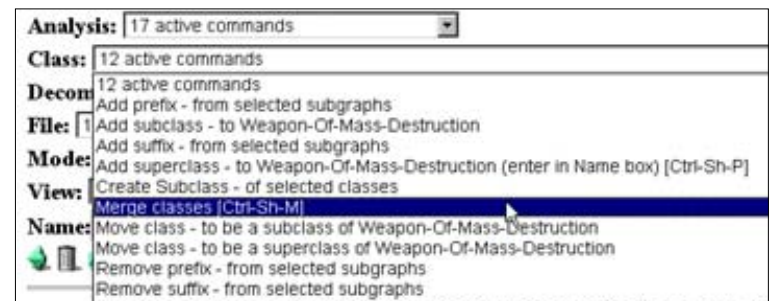 Analysis: 17 active commands
Class: 12 active commands
12 active commands
Decom
Add prefix - from selected subgraphs
File: 1
Add subclass - to Weapon-Of-Mass-Destruction
Add suffix - from selected subgraphs
Mode:
Add superclass - to Weapon-Of-Mass-Destruction (enter in Name box) [Ctrl-Sh-P]
View:
Create Subclass - of selected classes
Merge classes [Ctrl-Sh-M]
Name:
Move class - to be a subclass of Weapon-Of-Mass-Destruction
Move class - to be a superclass of Weapon-Of-Mass-Destruction
Remove prefix - from selected subgraphs
Remove suffix - from selected subgraphs